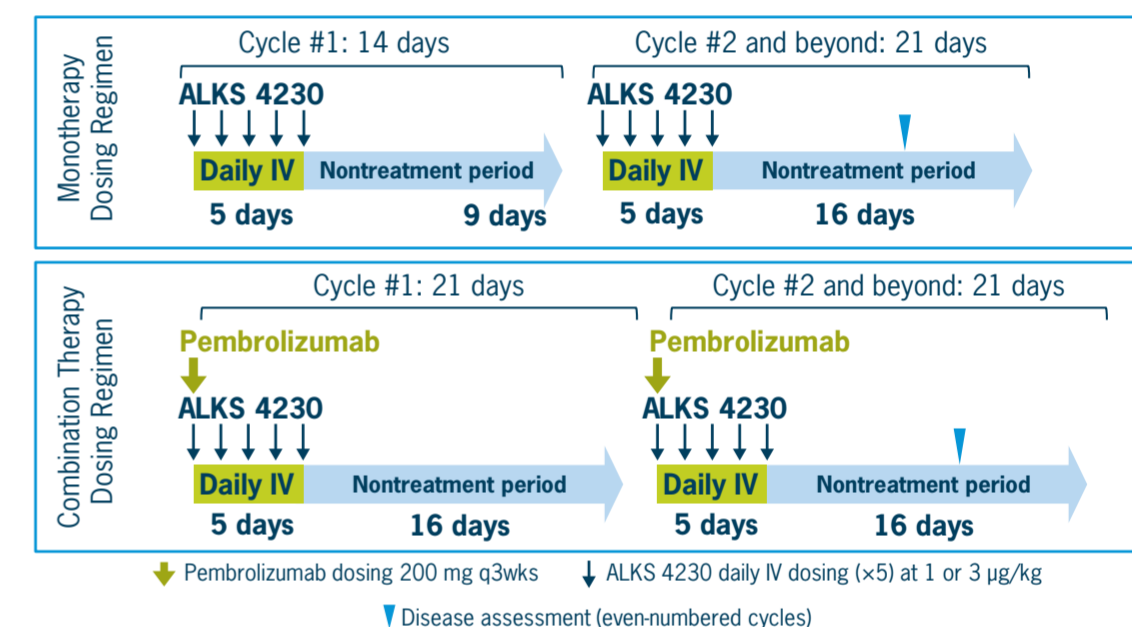 Monotherapy
Dosing Regimen
Cycle #1: 14 days
Cycle #2 and beyond: 21 days
ALKS 4230
ALKS 4230
Daily IV
Nontreatment period
Daily IV
Nontreatment period
5 days
9 days
5 days
16 days
Combination Therapy
Dosing Regimen
Cycle #1: 21 days
Cycle #2 and beyond: 21 days
Pembrolizumab
Pembrolizumab
ALKS 4230
ALKS 4230
Daily IV
Nontreatment period
Daily IV
Nontreatment period
5 days
16 days
5 days
16 days
Pembrolizumab dosing 200 mg q3wks
ALKS 4230 daily IV dosing (×5) at 1 or 3 µg/kg
Disease assessment (even-numbered cycles)